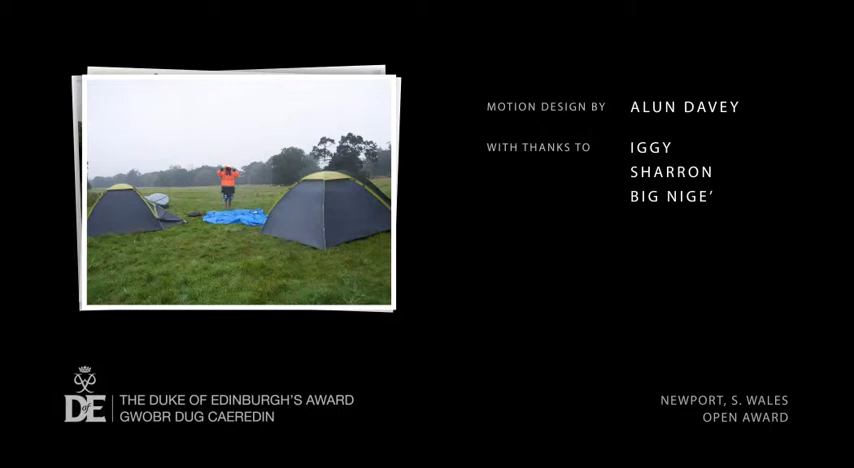 MOTION DESIGN BY ALUN DAVEY
WITH THANKS TO IGGY
SHARRON
BIG NIGE’
DofE
THE DUKE OF EDINBURGH’S AWARD
GWOBR DUG CAEREDIN
NEWPORT, S. WALES
OPEN AWARD